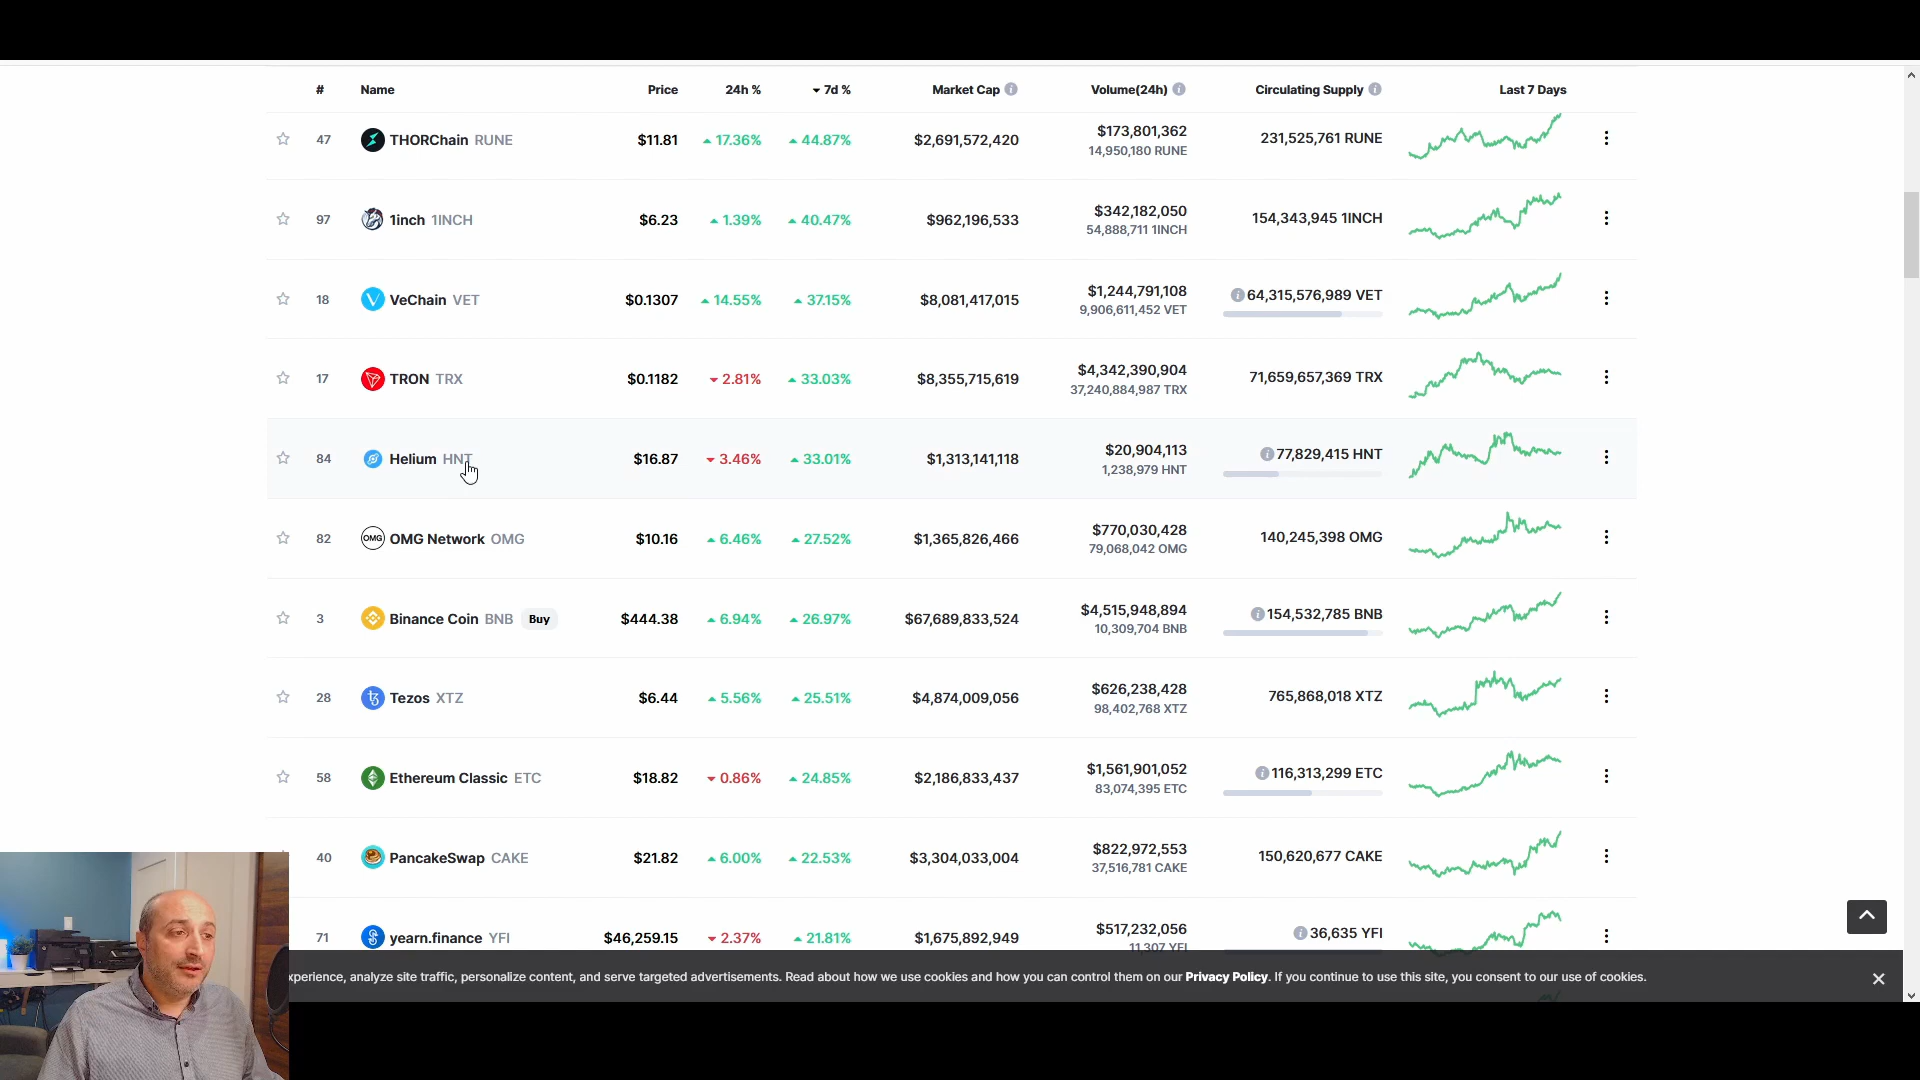 # Name Price 24h % 7d % Market Cap Volume(24h) Circulating Supply Last 7 Days
47 THORChain RUNE $11.81 17.36% 44.87% $2,691,572,420 $173,801,362 231,525,761 RUNE
14,950,180 RUNE
97 1inch 1INCH $6.23 1.39% 40.47% $962,196,533 $342,182,050 154,343,945 1INCH
54,888,711 1INCH
18 VeChain VET $0.1307 14.55% 37.15% $8,081,417,015 $1,244,791,108 64,315,576,989 VET
9,906,611,452 VET
17 TRON TRX $0.1182 2.81% 33.03% $8,355,715,619 $4,342,390,904 71,659,657,369 TRX
37,240,884,987 TRX
84 Helium HNT $16.87 3.46% 33.01% $1,313,141,118 $20,904,113 77,829,415 HNT
1,238,979 HNT
82 OMG OMG Network OMG $10.16 6.46% 27.52% $1,365,826,466 $770,030,428 140,245,398 OMG
79,068,042 OMG
3 Binance Coin BNB Buy $444.38 6.94% 26.97% $67,689,833,524 $4,515,948,894 154,532,785 BNB
10,309,704 BNB
28 Tezos XTZ $6.44 5.56% 25.51% $4,874,009,056 $626,238,428 765,868,018 XTZ
98,402,768 XTZ
58 Ethereum Classic ETC $18.82 0.86% 24.85% $2,186,833,437 $1,561,901,052 116,313,299 ETC
83,074,395 ETC
40 PancakeSwap CAKE $21.82 6.00% 22.53% $3,304,033,004 $822,972,553 150,620,677 CAKE
37,516,781 CAKE
71 yearn.finance YFI $46,259.15 2.37% 21.81% $1,675,892,949 $517,232,056 36,635 YFI
11,307 YFI
xperience, analyze site traffic, personalize content, and serve targeted advertisements. Read about how we use cookies and how you can control them on our Privacy Policy. If you continue to use this site, you consent to our use of cookies.